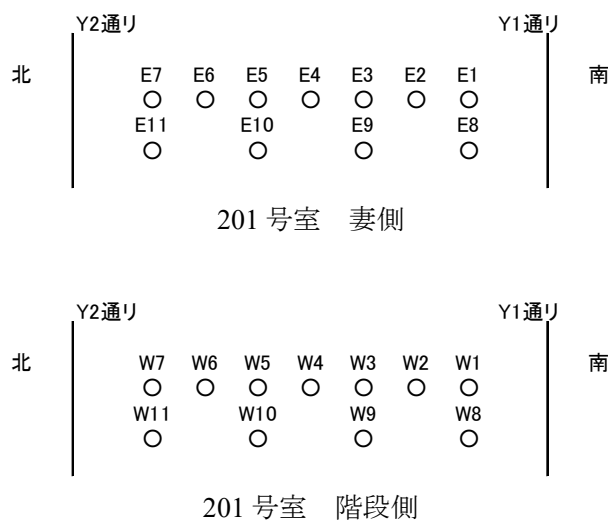 Y2通り Y1通り
北 E7 E6 E5 E4 E3 E2 E1 南
E11 E10 E9 E8
201 号室 妻側
Y2通り Y1通り
北 W7 W6 W5 W4 W3 W2 W1 南
W11 W10 W9 W8
201 号室 階段側